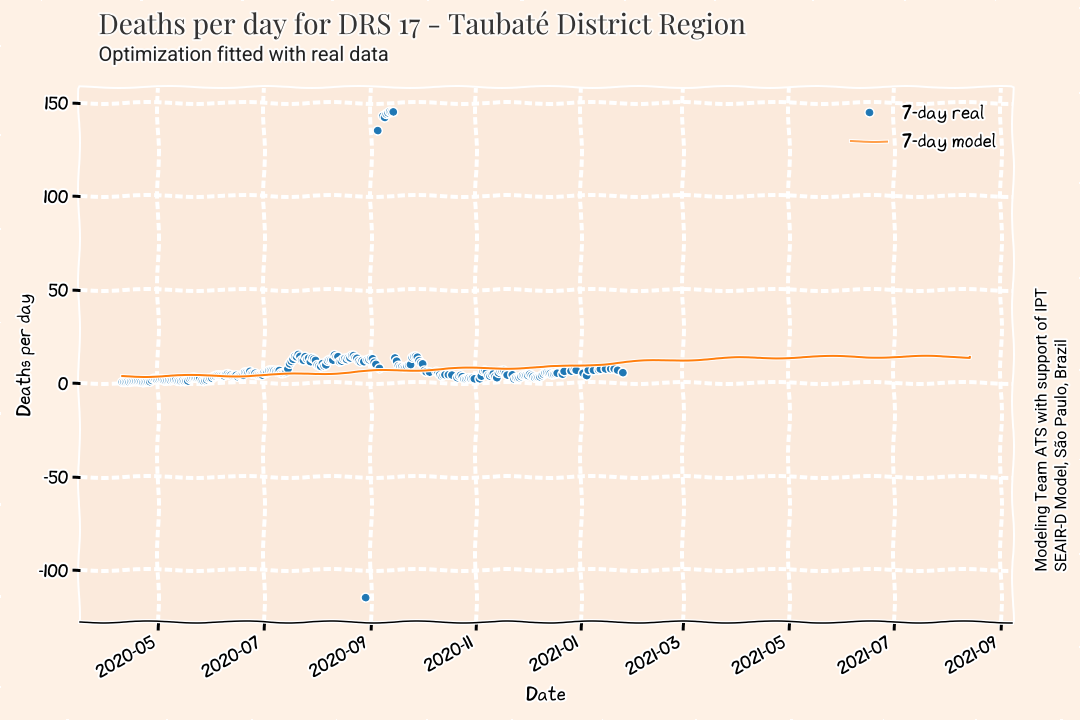 Deaths per day for DRS 17 - Taubaté District Region
Optimization fitted with real data
150
100
50
0
-50
-100
Deaths per day
7-day real
7-day model
2020-05
2020-07
2020-09
2020-11
2021-01
2021-03
2021-05
2021-07
2021-09
Date
Modeling Team ATS with support of IPT
SEAIR-D Model, São Paulo, Brazil